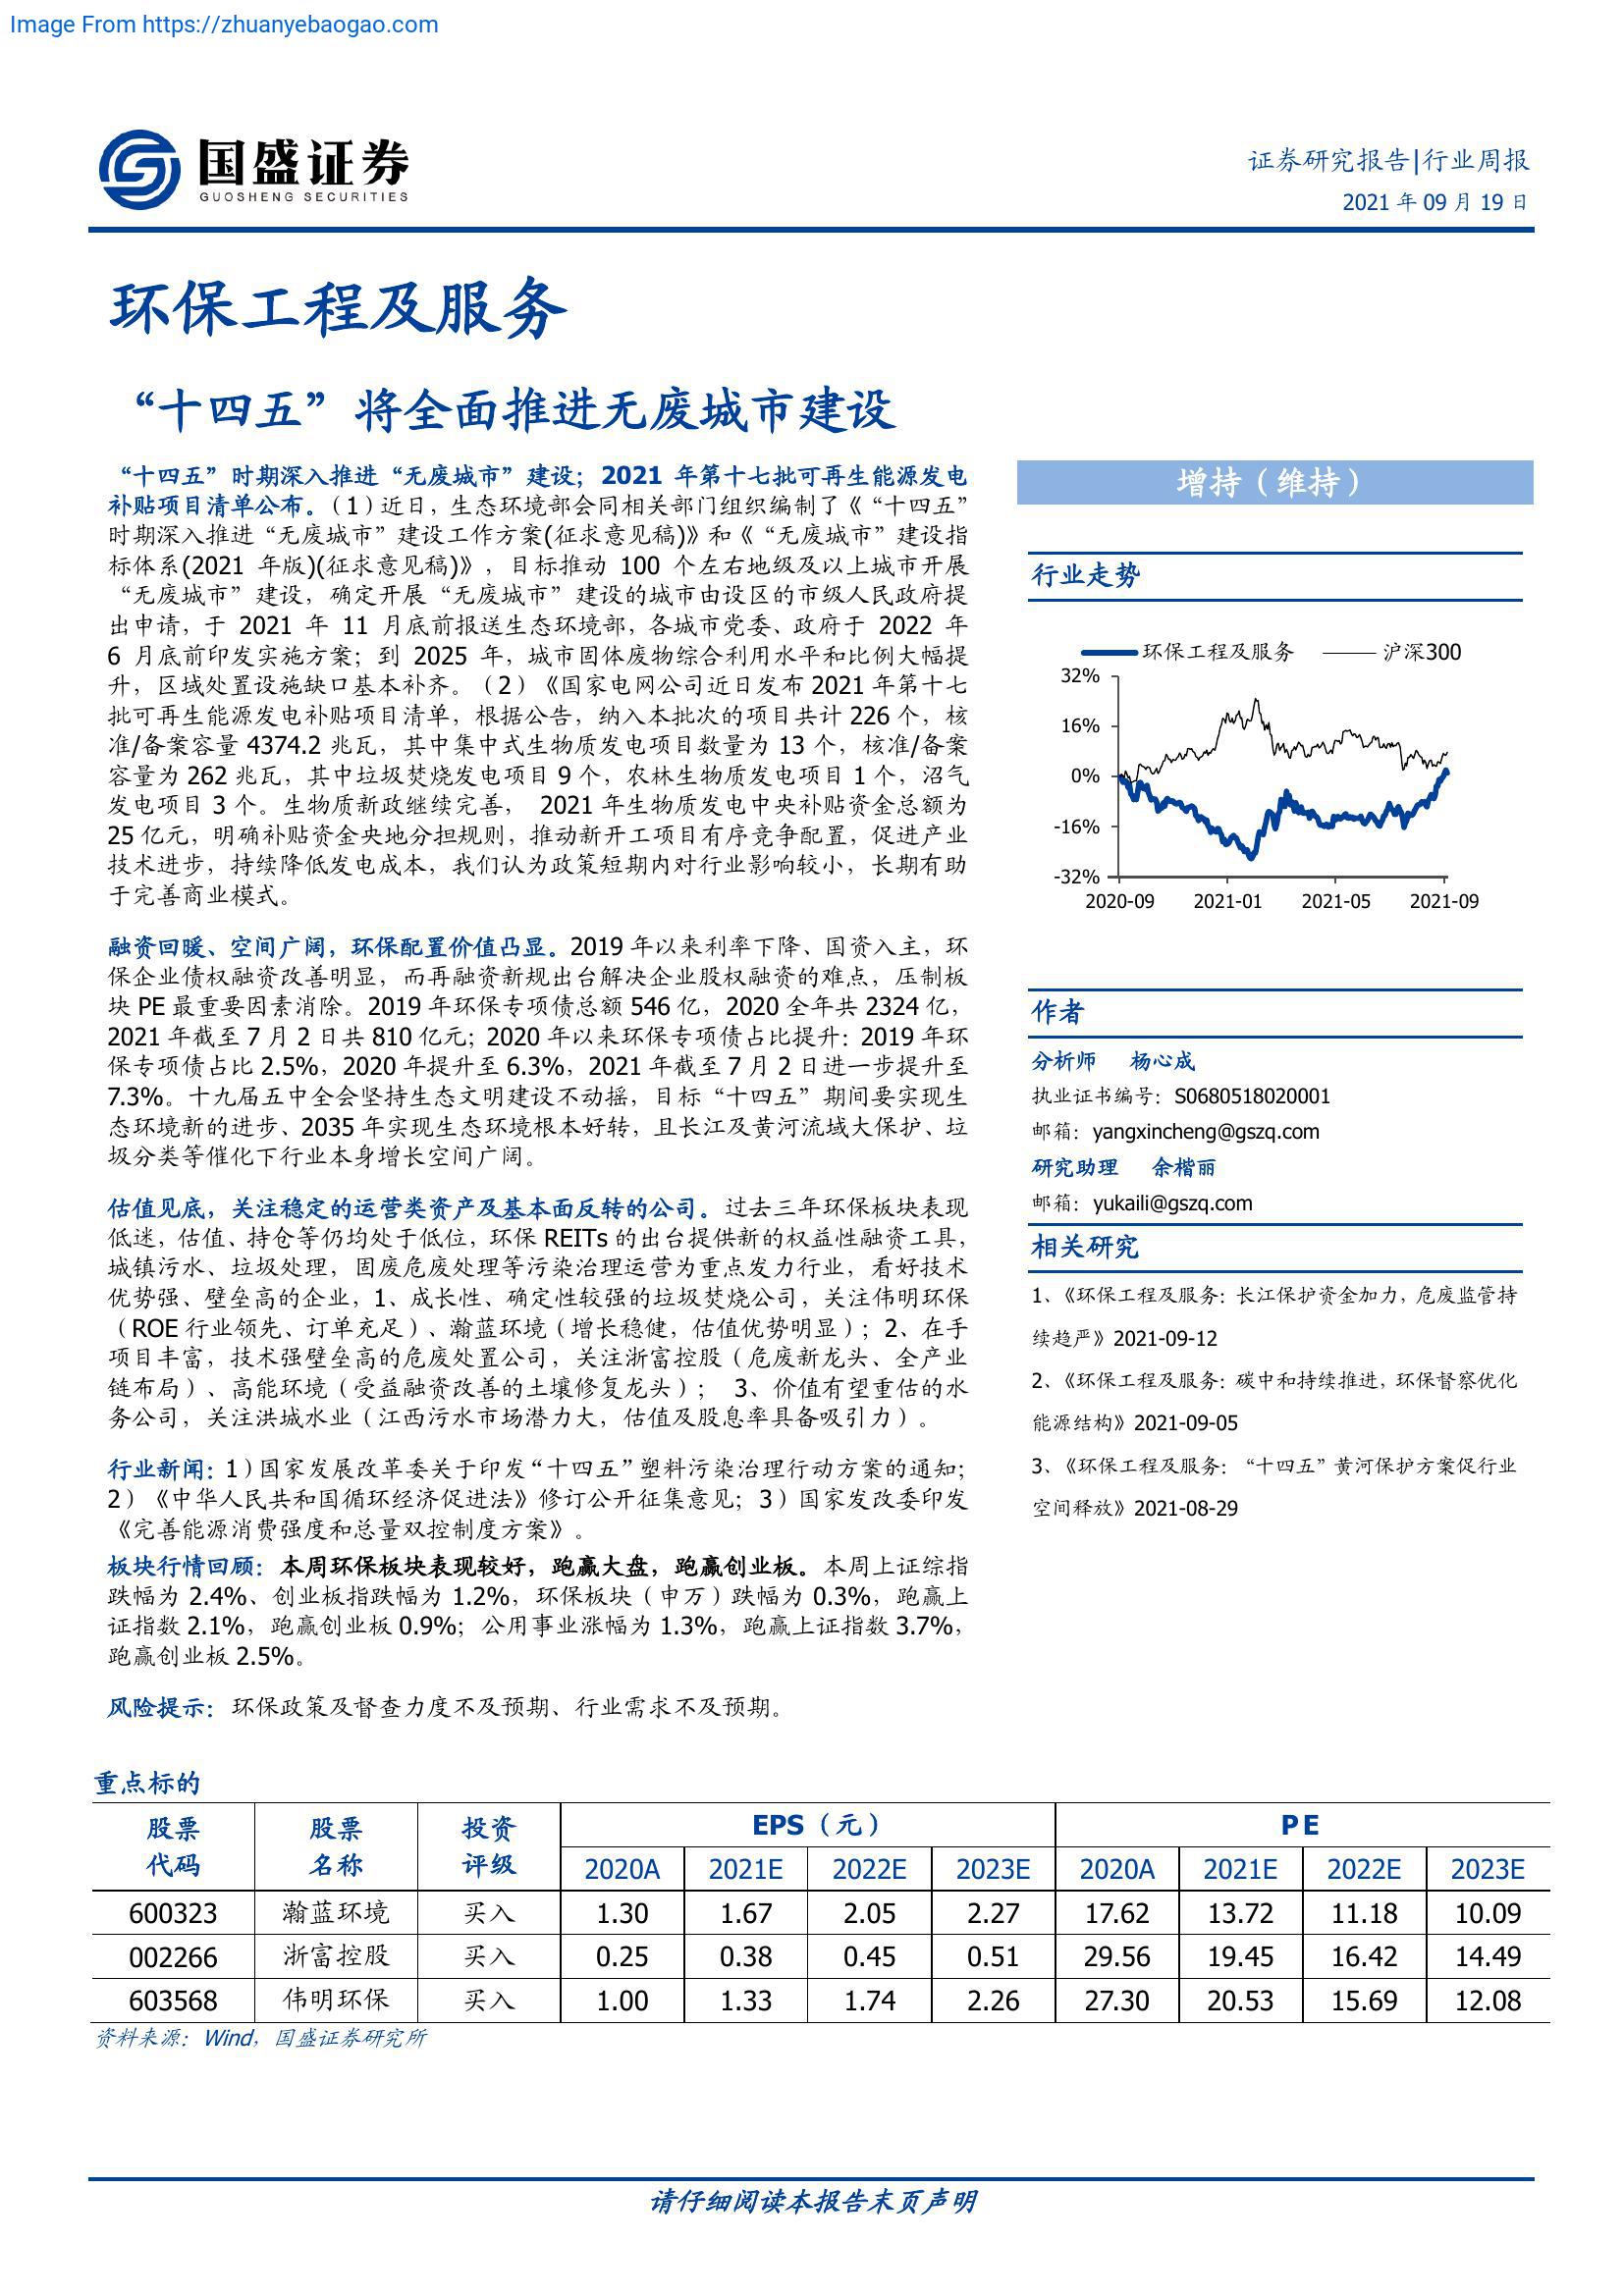 Image From https://zhuanyebaogao.com
国盛证券
GUOSHENG SECURITIES
证券研究报告|行业周报
2021 年 09 月 19 日
环保工程及服务
“十四五”将全面推进无废城市建设
“十四五”时期深入推进“无废城市”建设；2021 年第十七批可再生能源发电
补贴项目清单公布。（1）近日，生态环境部会同相关部门组织编制了《“十四五”
时期深入推进“无废城市”建设工作方案(征求意见稿)》和《“无废城市”建设指
标体系(2021 年版)(征求意见稿)》，目标推动 100 个左右地级及以上城市开展
“无废城市”建设，确定开展“无废城市”建设的城市由设区的市级人民政府提
出申请，于 2021 年 11 月底前报送生态环境部，各城市党委、政府于 2022 年
6 月底前印发实施方案；到 2025 年，城市固体废物综合利用水平和比例大幅提
升，区域处置设施缺口基本补齐。（2）《国家电网公司近日发布 2021 年第十七
批可再生能源发电补贴项目清单，根据公告，纳入本批次的项目共计 226 个，核
准/备案容量 4374.2 兆瓦，其中集中式生物质发电项目数量为 13 个，核准/备案
容量为 262 兆瓦，其中垃圾焚烧发电项目 9 个，农林生物质发电项目 1 个，沼气
发电项目 3 个。生物质新政继续完善， 2021 年生物质发电中央补贴资金总额为
25 亿元，明确补贴资金央地分担规则，推动新开工项目有序竞争配置，促进产业
技术进步，持续降低发电成本，我们认为政策短期内对行业影响较小，长期有助
于完善商业模式。
融资回暖、空间广阔，环保配置价值凸显。2019 年以来利率下降、国资入主，环
保企业债权融资改善明显，而再融资新规出台解决企业股权融资的难点，压制板
块 PE 最重要因素消除。2019 年环保专项债总额 546 亿，2020 全年共 2324 亿，
2021 年截至 7 月 2 日共 810 亿元；2020 年以来环保专项债占比提升：2019 年环
保专项债占比 2.5%，2020 年提升至 6.3%，2021 年截至 7 月 2 日进一步提升至
7.3%。十九届五中全会坚持生态文明建设不动摇，目标“十四五”期间要实现生
态环境新的进步、2035 年实现生态环境根本好转，且长江及黄河流域大保护、垃
圾分类等催化下行业本身增长空间广阔。
估值见底，关注稳定的运营类资产及基本面反转的公司。过去三年环保板块表现
低迷，估值、持仓等仍均处于低位，环保 REITs 的出台提供新的权益性融资工具，
城镇污水、垃圾处理，固废危废处理等污染治理运营为重点发力行业，看好技术
优势强、壁垒高的企业，1、成长性、确定性较强的垃圾焚烧公司，关注伟明环保
（ROE 行业领先、订单充足）、瀚蓝环境（增长稳健，估值优势明显）；2、在手
项目丰富，技术强壁垒高的危废处置公司，关注浙富控股（危废新龙头、全产业
链布局）、高能环境（受益融资改善的土壤修复龙头）； 3、价值有望重估的水
务公司，关注洪城水业（江西污水市场潜力大，估值及股息率具备吸引力）。
行业新闻：1）国家发展改革委关于印发“十四五”塑料污染治理行动方案的通知；
2）《中华人民共和国循环经济促进法》修订公开征集意见；3）国家发改委印发
《完善能源消费强度和总量双控制度方案》。
板块行情回顾：本周环保板块表现较好，跑赢大盘，跑赢创业板。本周上证综指
跌幅为 2.4%、创业板指跌幅为 1.2%，环保板块（申万）跌幅为 0.3%，跑赢上
证指数 2.1%，跑赢创业板 0.9%；公用事业涨幅为 1.3%，跑赢上证指数 3.7%，
跑赢创业板 2.5%。
风险提示：环保政策及督查力度不及预期、行业需求不及预期。
增持（维持）
行业走势
环保工程及服务 沪深300
32%
16%
0%
-16%
-32%
2020-09 2021-01 2021-05 2021-09
作者
分析师 杨心成
执业证书编号：S0680518020001
邮箱：yangxincheng@gszq.com
研究助理 余楷丽
邮箱：yukaili@gszq.com
相关研究
1、《环保工程及服务：长江保护资金加力，危废监管持
续趋严》2021-09-12
2、《环保工程及服务：碳中和持续推进，环保督察优化
能源结构》2021-09-05
3、《环保工程及服务：“十四五”黄河保护方案促行业
空间释放》2021-08-29
重点标的
股票代码 股票名称 投资评级 EPS（元） PE
2020A 2021E 2022E 2023E 2020A 2021E 2022E 2023E
600323 瀚蓝环境 买入 1.30 1.67 2.05 2.27 17.62 13.72 11.18 10.09
002266 浙富控股 买入 0.25 0.38 0.45 0.51 29.56 19.45 16.42 14.49
603568 伟明环保 买入 1.00 1.33 1.74 2.26 27.30 20.53 15.69 12.08
资料来源：Wind，国盛证券研究所
请仔细阅读本报告末页声明